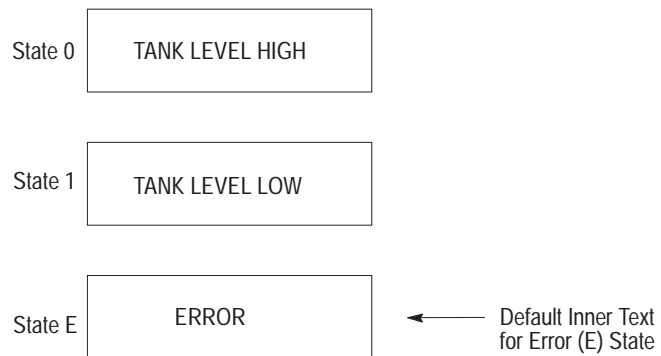 State 0
TANK LEVEL HIGH
State 1
TANK LEVEL LOW
State E
ERROR
Default Inner Text
for Error (E) State